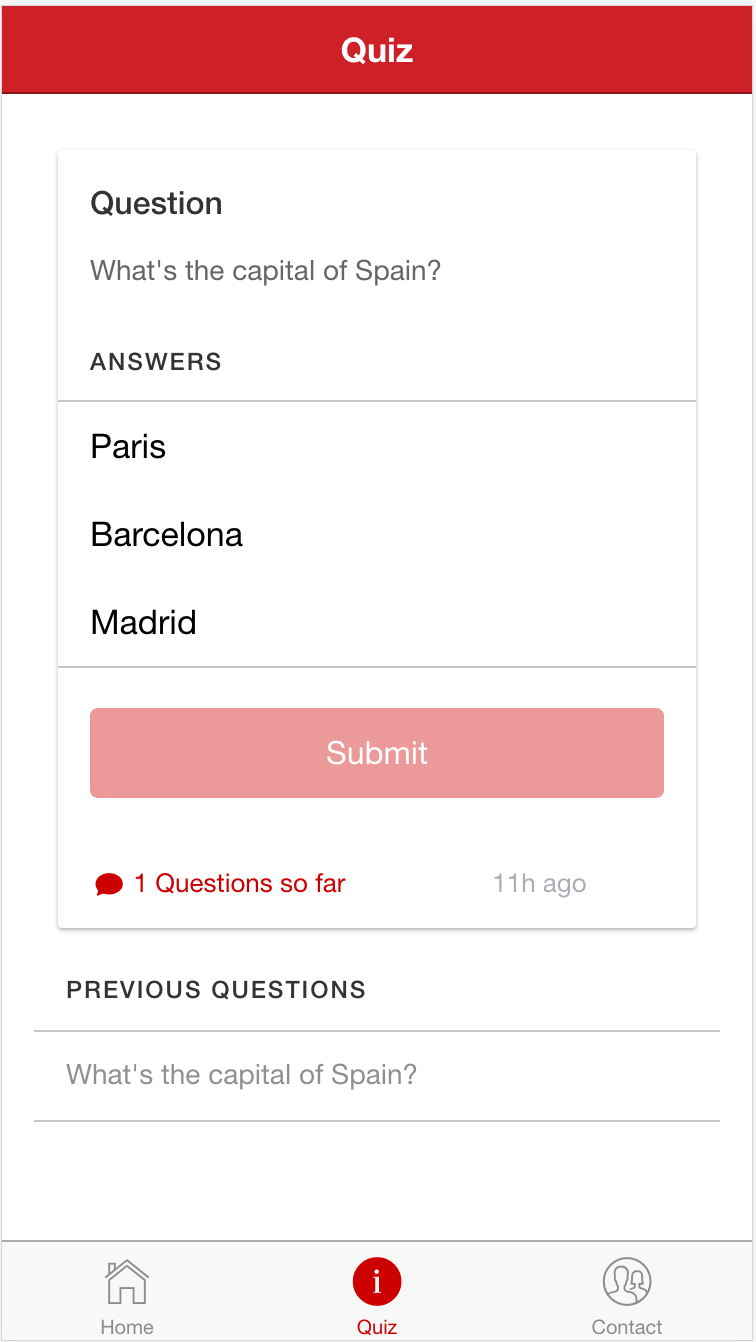 Quiz
Question
What's the capital of Spain?
ANSWERS
Paris
Barcelona
Madrid
Submit
1 Questions so far 11h ago
PREVIOUS QUESTIONS
What's the capital of Spain?
i
Home Quiz Contact